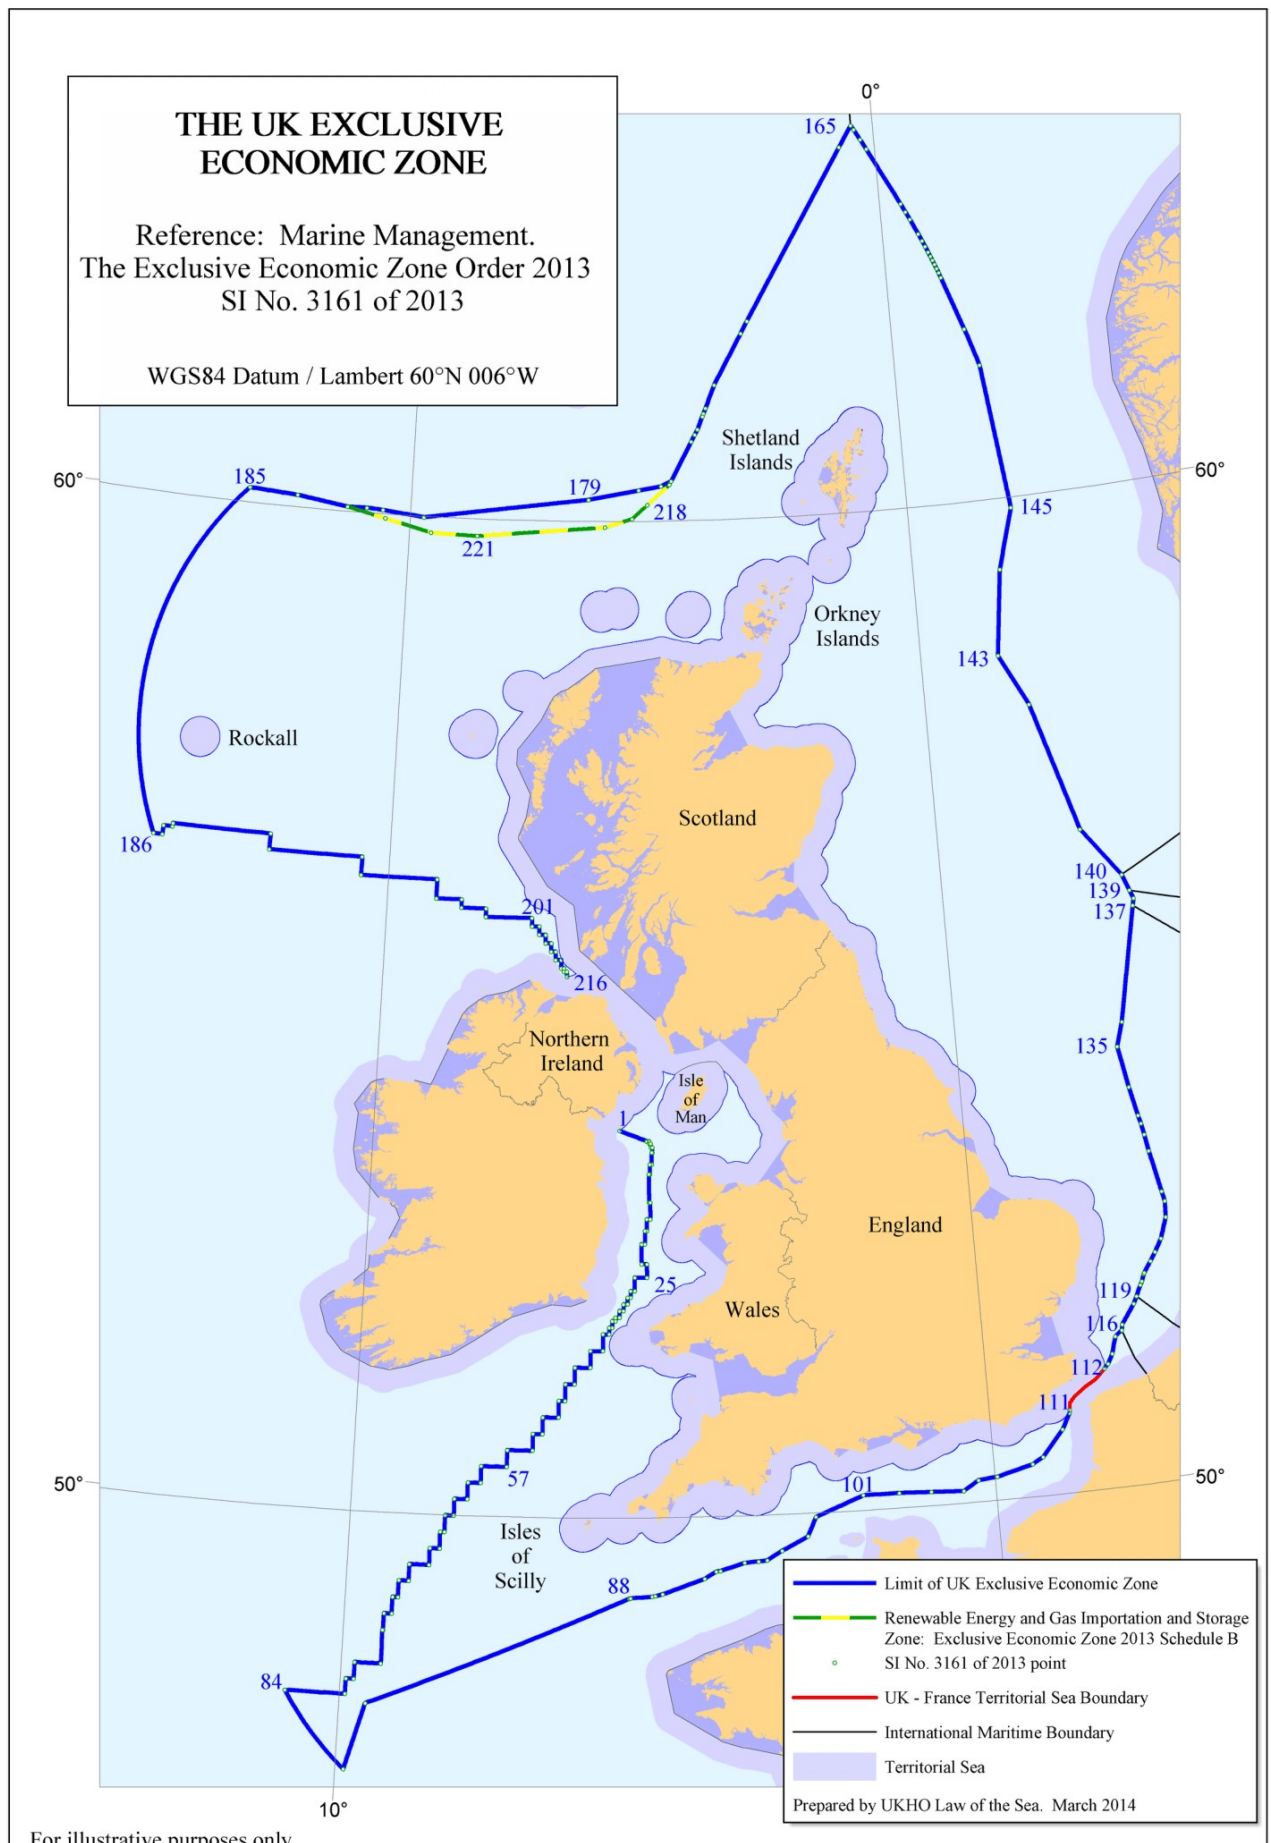 THE UK EXCLUSIVE
ECONOMIC ZONE
Reference: Marine Management.
The Exclusive Economic Zone Order 2013
SI No. 3161 of 2013
WGS84 Datum / Lambert 60°N 006°W
0°
165
Shetland
Islands
60°
185
179
218
60°
145
221
Orkney
Islands
143
Rockall
Scotland
186
140
139
137
201
216
Northern
Ireland
135
Isle
of
Man
1
England
25
Wales
119
116
112
111
57
101
50°
50°
Isles
of
Scilly
88
84
10°
Limit of UK Exclusive Economic Zone
Renewable Energy and Gas Importation and Storage
Zone: Exclusive Economic Zone 2013 Schedule B
SI No. 3161 of 2013 point
UK - France Territorial Sea Boundary
International Maritime Boundary
Territorial Sea
Prepared by UKHO Law of the Sea. March 2014
For illustrative purposes only